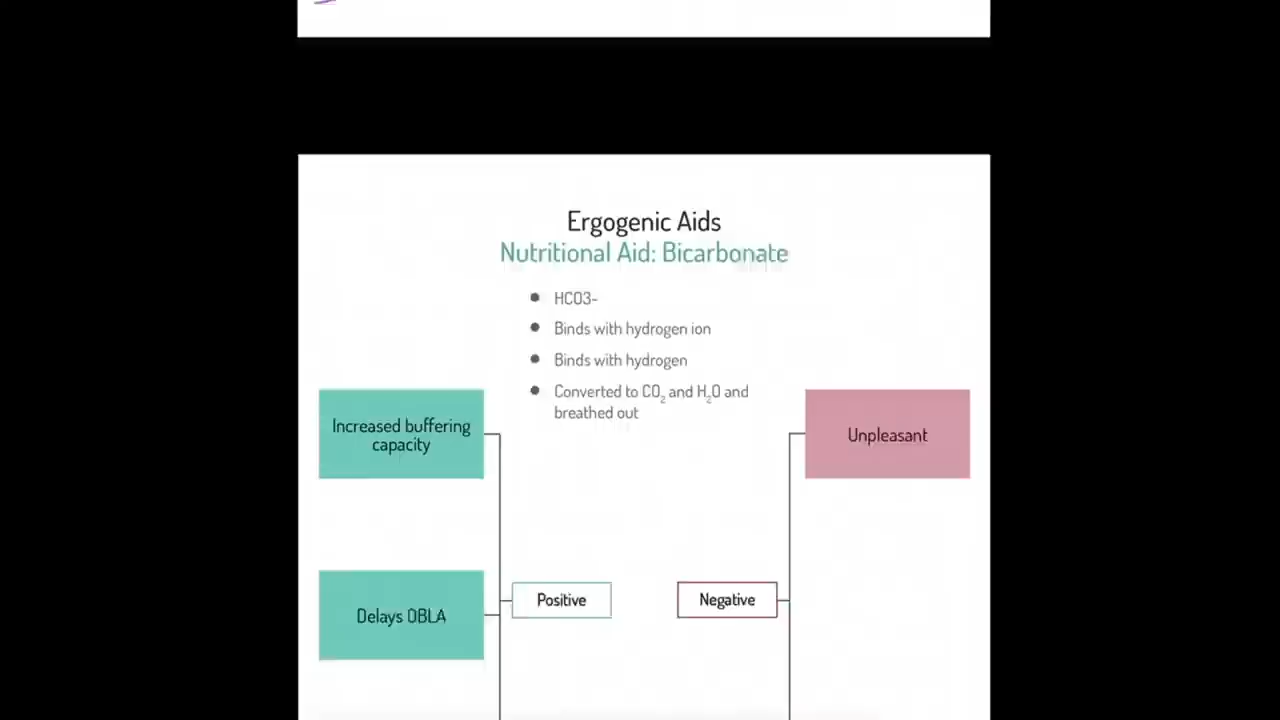 Ergogenic Aids
Nutritional Aid: Bicarbonate
HCO3-
Binds with hydrogen ion
Binds with hydrogen
Converted to CO₂ and H₂O and
breathed out
Increased buffering
capacity
Unpleasant
Delays OBLA
Positive
Negative